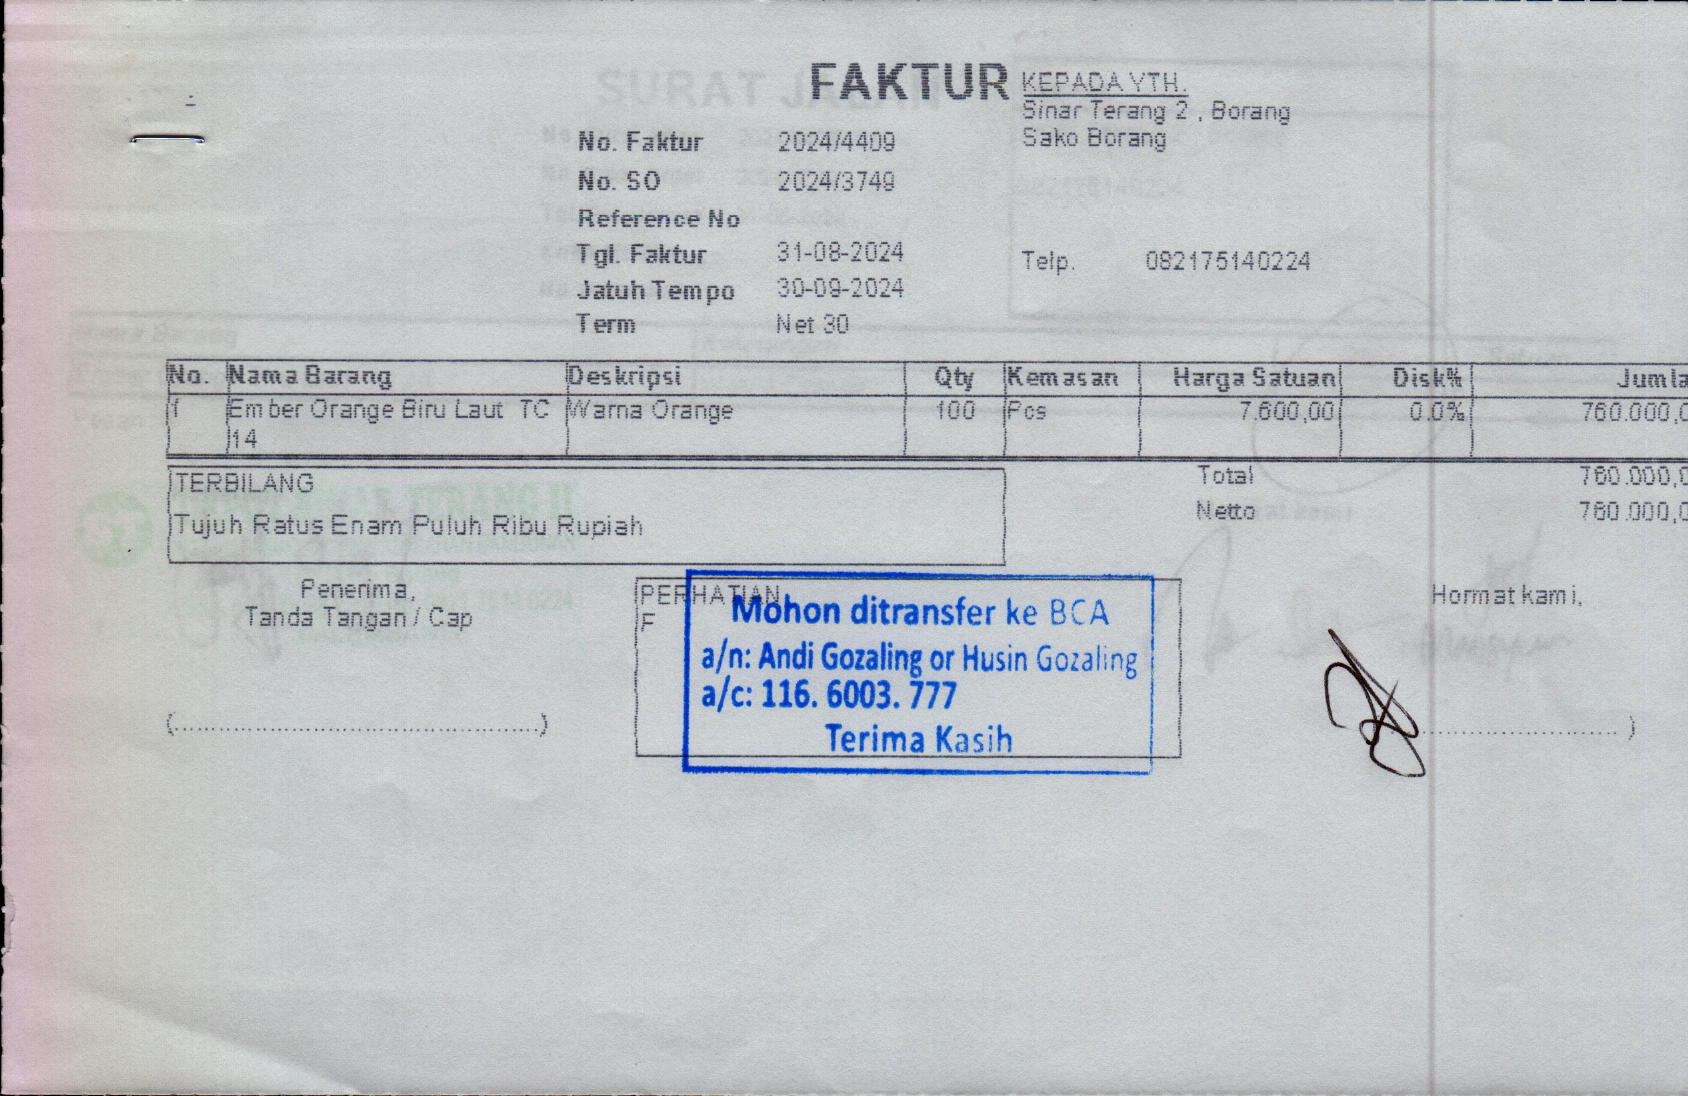 FAKTUR
KEPADA YTH.
Sinar Terang 2 , Borang
Sako Borang
No. Faktur 2024/4409
No. SO 2024/3749
Reference No
Tgl. Faktur 31-08-2024
Telp. 082175140224
Jatuh Tempo 30-09-2024
Term Net 30
No. Nama Barang Deskripsi Qty Kemasan Harga Satuan Disk% Jumla
1 Ember Orange Biru Laut TC Warna Orange 100 Pcs 7.600,00 0.0% 760.000,0
14
TERBILANG
Tujuh Ratus Enam Puluh Ribu Rupiah
Total 760.000,0
Netto 760.000,0
Penerima,
Tanda Tangan / Cap
(............................................)
PERHATIAN
F
Mohon ditransfer ke BCA
a/n: Andi Gozaling or Husin Gozaling
a/c: 116. 6003. 777
Terima Kasih
Hormat kami,
SURAT JALAN